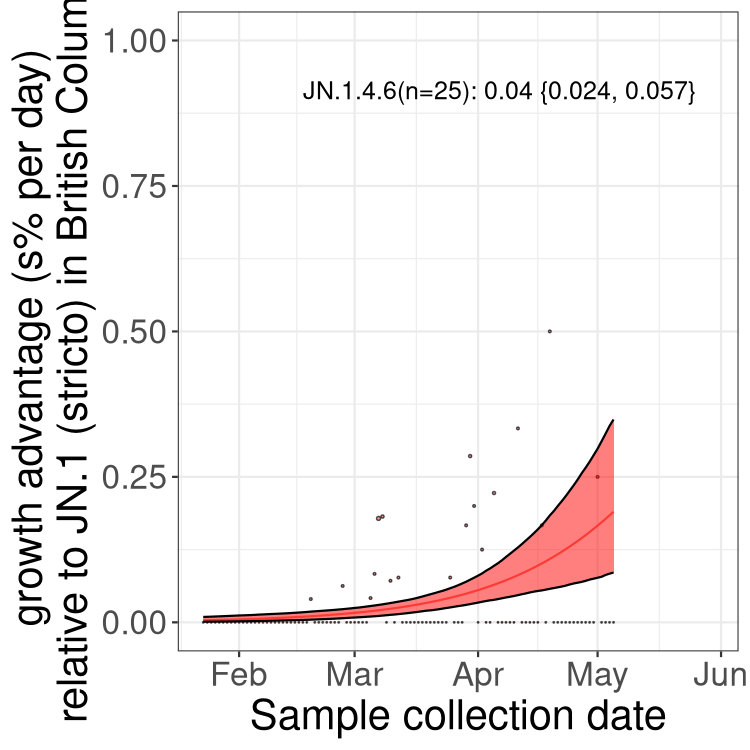 growth advantage (s% per day)
relative to JN.1 (stricto) in British Colum
1.00
0.75
0.50
0.25
0.00
JN.1.4.6(n=25): 0.04 {0.024, 0.057}
Feb Mar Apr May Jun
Sample collection date